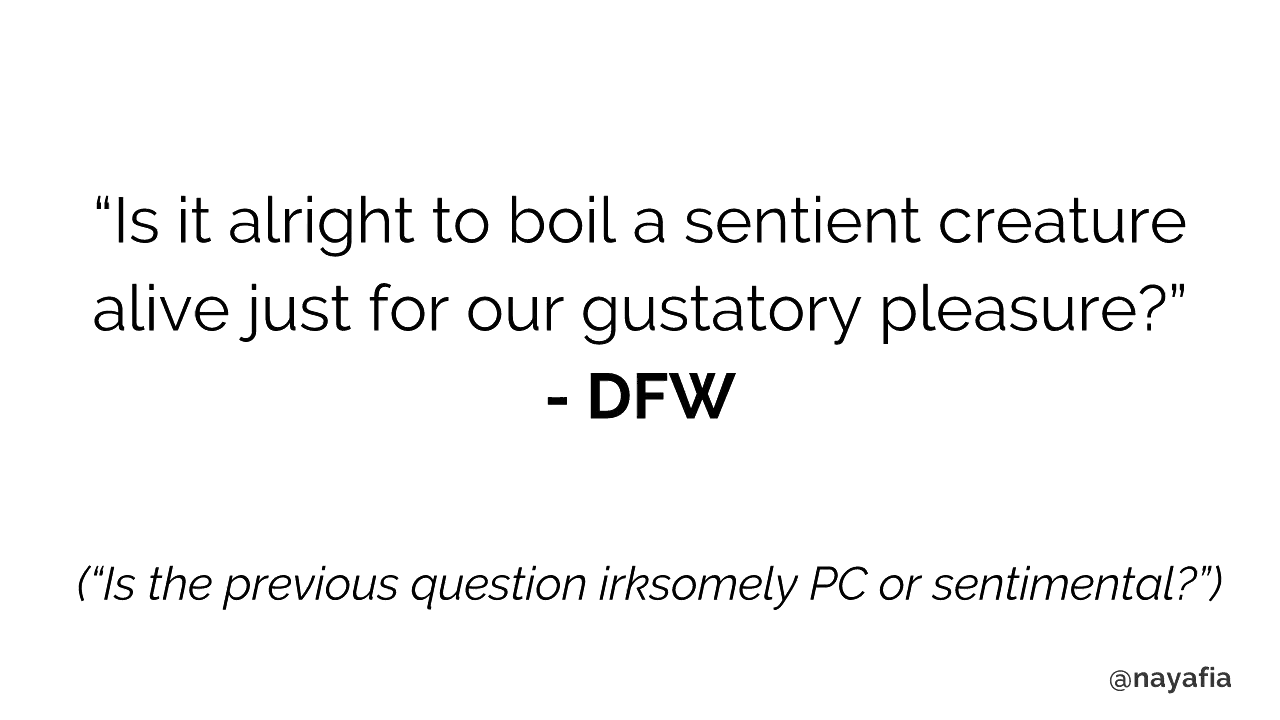 “Is it alright to boil a sentient creature
alive just for our gustatory pleasure?”
- DFW
(“Is the previous question irksomely PC or sentimental?”)
@nayafia